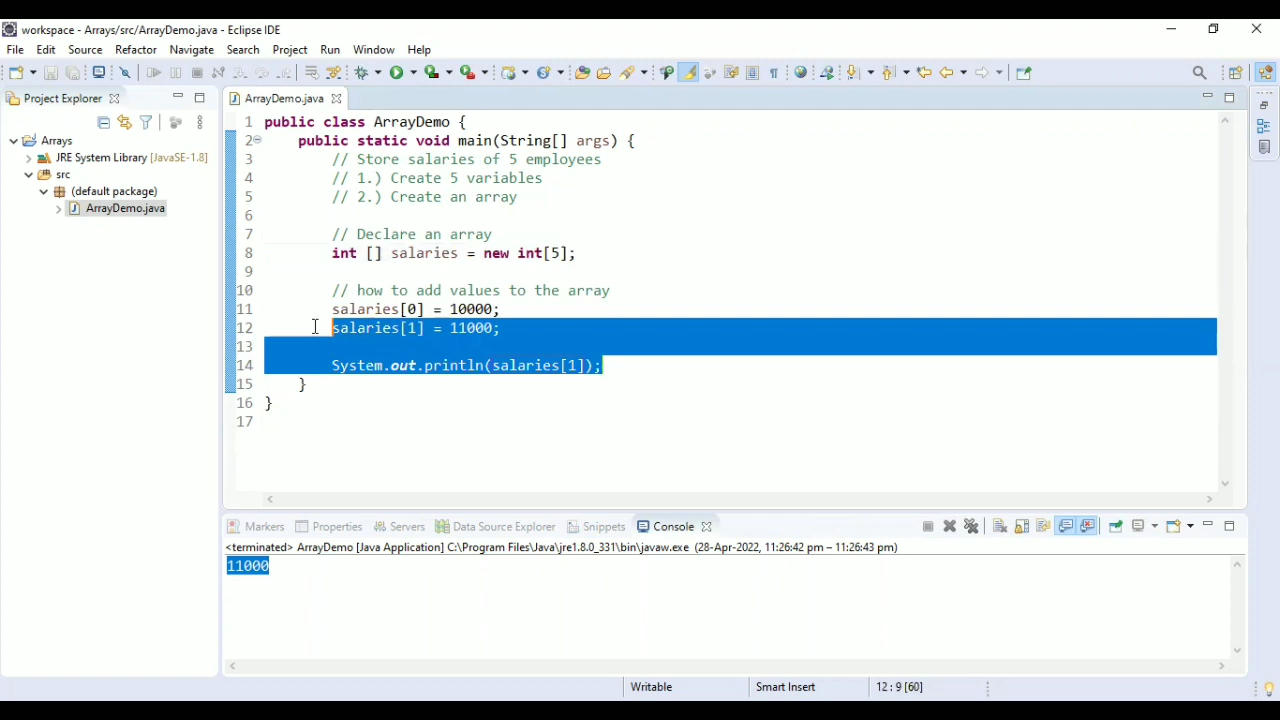 workspace - Arrays/src/ArrayDemo.java - Eclipse IDE
File Edit Source Refactor Navigate Search Project Run Window Help
Project Explorer
Arrays
JRE System Library [JavaSE-1.8]
src
(default package)
ArrayDemo.java
ArrayDemo.java
1 public class ArrayDemo {
2 public static void main(String[] args) {
3 // Store salaries of 5 employees
4 // 1.) Create 5 variables
5 // 2.) Create an array
6
7 // Declare an array
8 int [] salaries = new int[5];
9
10 // how to add values to the array
11 salaries[0] = 10000;
12 salaries[1] = 11000;
13
14 System.out.println(salaries[1]);
15 }
16 }
17
Markers Properties Servers Data Source Explorer Snippets Console
<terminated> ArrayDemo [Java Application] C:\Program Files\Java\jre1.8.0_331\bin\javaw.exe (28-Apr-2022, 11:26:42 pm – 11:26:43 pm)
11000
Writable Smart Insert 12 : 9 [60]